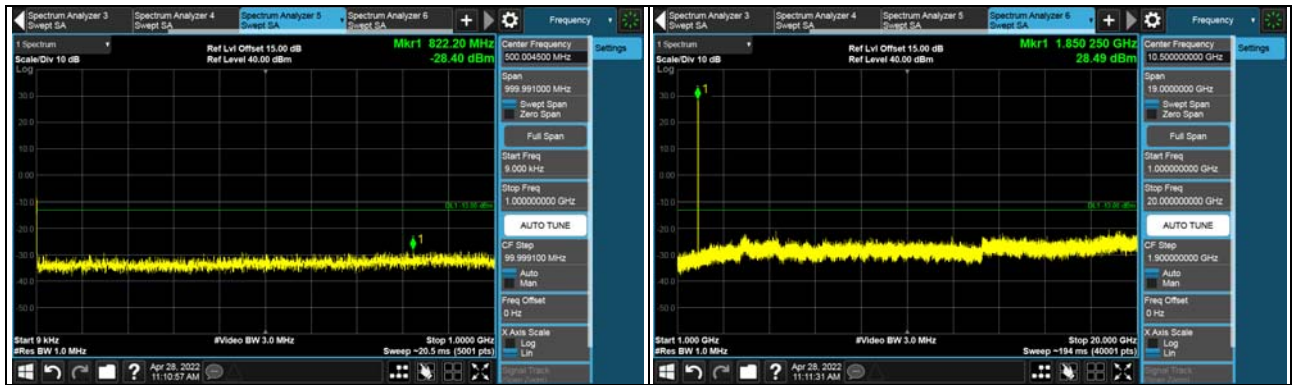 Spectrum Analyzer 3
Swept SA
Spectrum Analyzer 4
Swept SA
Spectrum Analyzer 5
Swept SA
Spectrum Analyzer 6
Swept SA
+
Frequency
1 Spectrum
Scale/Div 10 dB
Log
Ref Lvl Offset 15.00 dB
Ref Level 40.00 dBm
Mkr1 822.20 MHz
-28.40 dBm
30.0
20.0
10.0
0.00
-10.0
-20.0
-30.0
-40.0
-50.0
1
Start 9 kHz
#Res BW 1.0 MHz
#Video BW 3.0 MHz
Stop 1.0000 GHz
Sweep ~20.5 ms (5001 pts)
Center Frequency
500.004500 MHz
Settings
Span
999.991000 MHz
Swept Span
Zero Span
Full Span
Start Freq
9.000 kHz
Stop Freq
1.000000000 GHz
AUTO TUNE
CF Step
99.999100 MHz
Auto
Man
Freq Offset
0 Hz
X Axis Scale
Log
Lin
Signal Track
(Span Zoom)
?
Apr 28, 2022
11:10:57 AM
Spectrum Analyzer 3
Swept SA
Spectrum Analyzer 4
Swept SA
Spectrum Analyzer 5
Swept SA
Spectrum Analyzer 6
Swept SA
+
Frequency
1 Spectrum
Scale/Div 10 dB
Log
Ref Lvl Offset 15.00 dB
Ref Level 40.00 dBm
Mkr1 1.850 250 GHz
28.49 dBm
30.0
20.0
10.0
0.00
-10.0
-20.0
-30.0
-40.0
-50.0
1
Start 1.000 GHz
#Res BW 1.0 MHz
#Video BW 3.0 MHz
Stop 20.000 GHz
Sweep ~194 ms (40001 pts)
Center Frequency
10.500000000 GHz
Settings
Span
19.0000000 GHz
Swept Span
Zero Span
Full Span
Start Freq
1.000000000 GHz
Stop Freq
20.000000000 GHz
AUTO TUNE
CF Step
1.900000000 GHz
Auto
Man
Freq Offset
0 Hz
X Axis Scale
Log
Lin
Signal Track
(Span Zoom)
?
Apr 28, 2022
11:11:31 AM